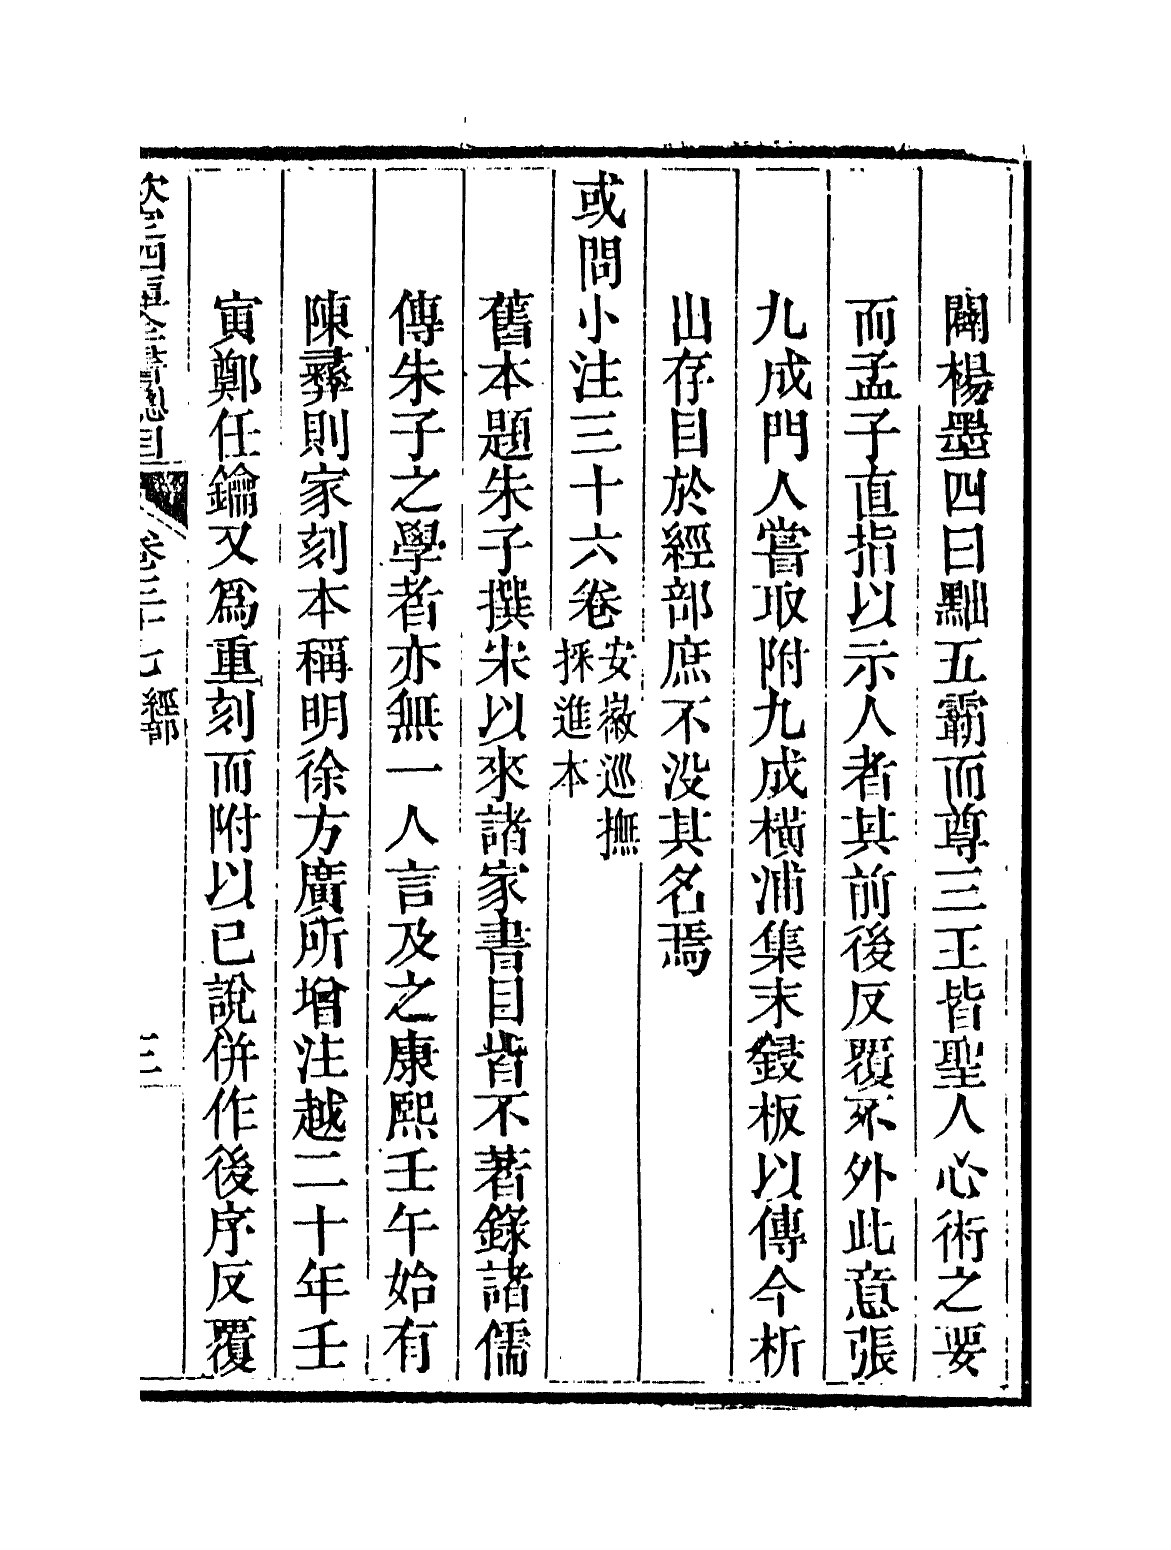 闢楊墨四曰黜五霸而尊三王皆聖人心術之要
而孟子直指以示人者其前後反覆不外此意張
九成門人嘗取附九成橫浦集末鋟板以傳今析
出存目於經部庶不没其名焉
或問小注三十六卷安徽巡撫採進本
舊本題朱子撰朱以來諸家書目皆不著錄諸儒
傳朱子之學者亦無一人言及之康熙壬午始有
陳彝則家刻本稱明徐方廣所增注越二十年壬
寅鄭任鑰又爲重刻而附以已說併作後序反覆
欽定四庫全書總目 卷三十七 經部 三